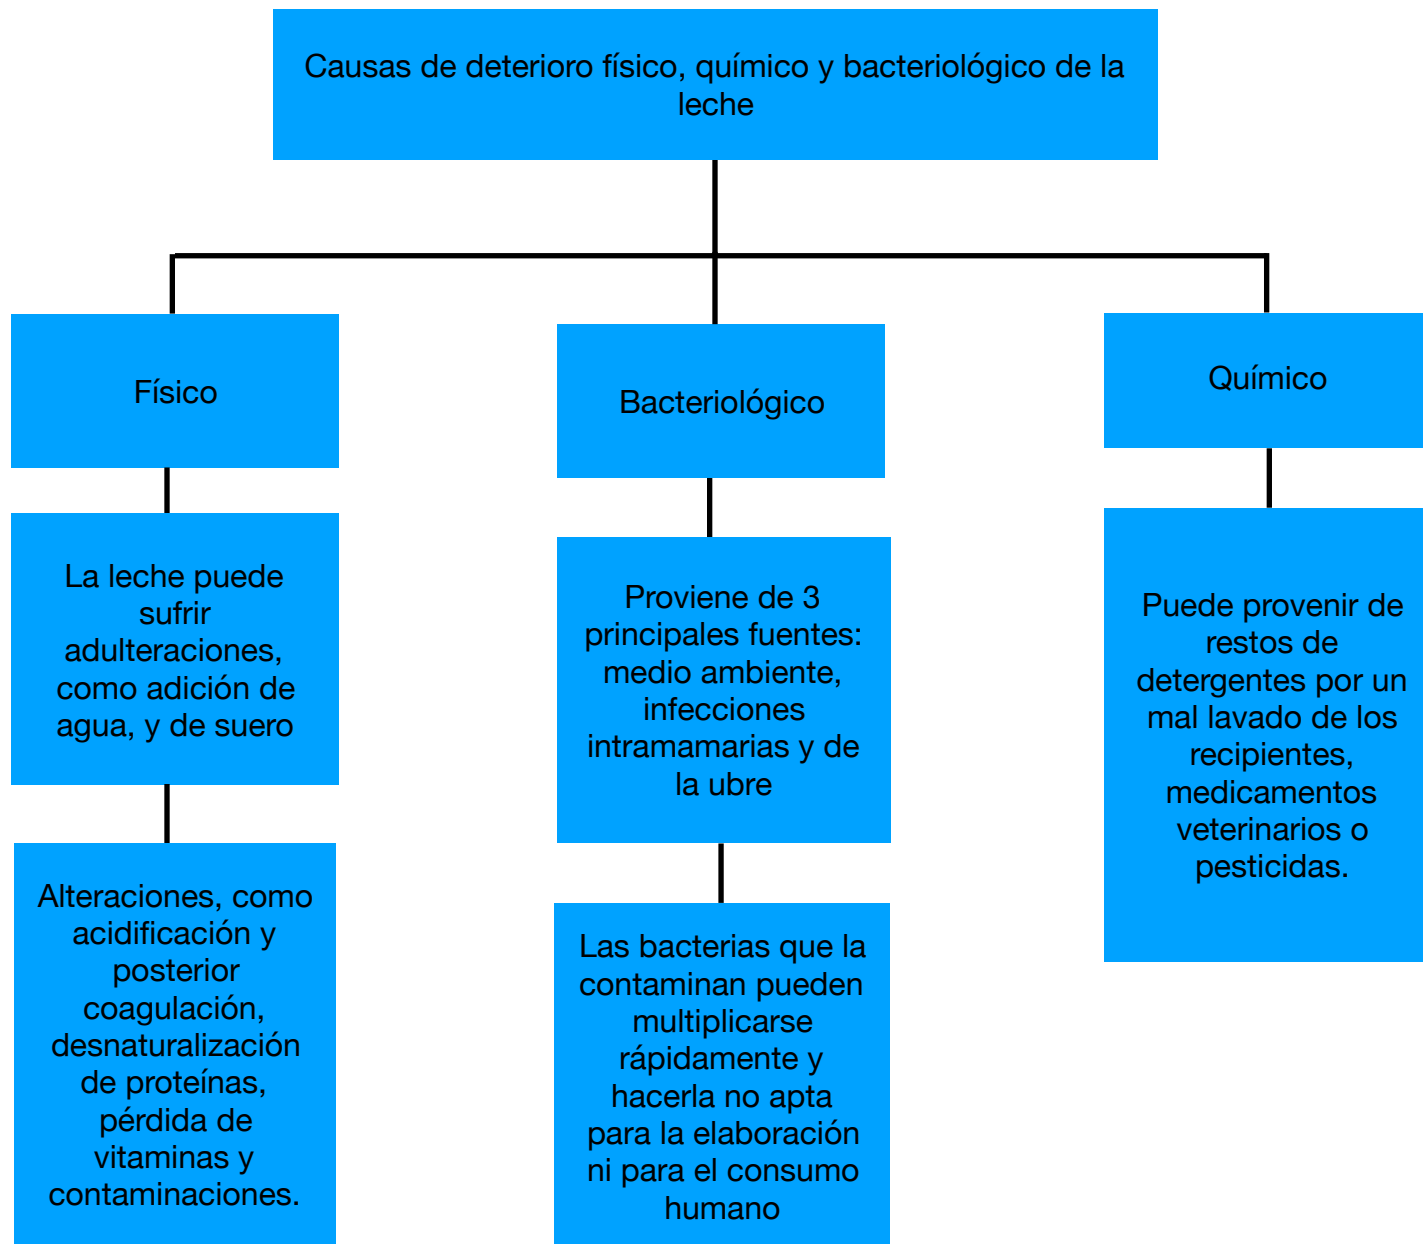 Causas de deterioro físico, químico y bacteriológico de la
leche
Físico
Bacteriológico
Químico
La leche puede
sufrir
adulteraciones,
como adición de
agua, y de suero
Proviene de 3
principales fuentes:
medio ambiente,
infecciones
intramamarias y de
la ubre
Puede provenir de
restos de
detergentes por un
mal lavado de los
recipientes,
medicamentos
veterinarios o
pesticidas.
Alteraciones, como
acidificación y
posterior
coagulación,
desnaturalización
de proteínas,
pérdida de
vitaminas y
contaminaciones.
Las bacterias que la
contaminan pueden
multiplicarse
rápidamente y
hacerla no apta
para la elaboración
ni para el consumo
humano